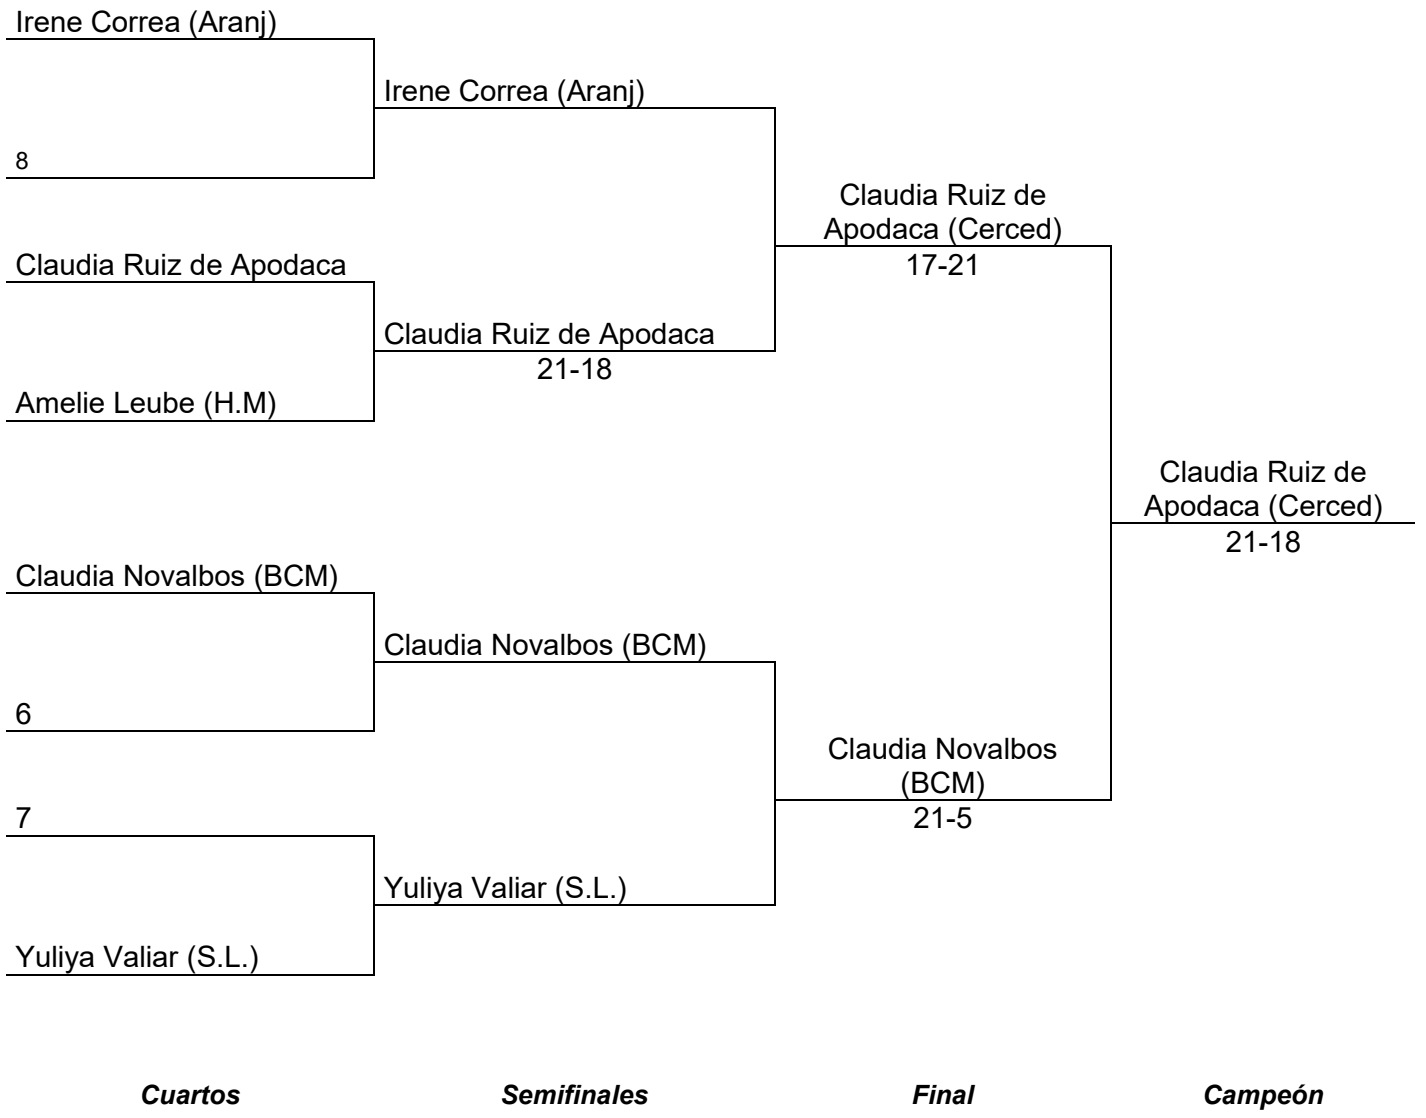 Irene Correa (Aranj)
Irene Correa (Aranj)
8
Claudia Ruiz de
Apodaca (Cerced)
17-21
Claudia Ruiz de Apodaca
Claudia Ruiz de Apodaca
21-18
Amelie Leube (H.M)
Claudia Ruiz de
Apodaca (Cerced)
21-18
Claudia Novalbos (BCM)
Claudia Novalbos (BCM)
6
Claudia Novalbos
(BCM)
21-5
7
Yuliya Valiar (S.L.)
Yuliya Valiar (S.L.)
Cuartos Semifinales Final Campeón